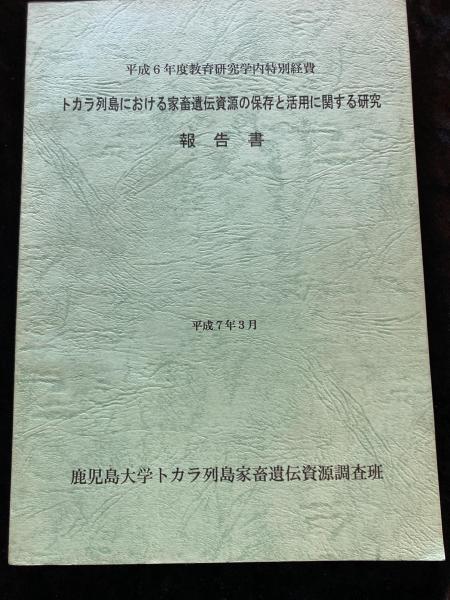 平成6年度教育研究学内特別経費
トカラ列島における家畜遺伝資源の保存と活用に関する研究
報告書
平成7年3月
鹿児島大学トカラ列島家畜遺伝資源調査班